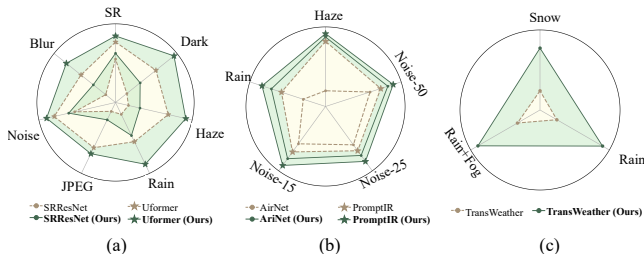 SR
Dark
Haze
Rain
JPEG
Noise
Blur
SRResNet
Uformer
SRResNet (Ours)
Uformer (Ours)
(a)
Haze
Noise-50
Noise-25
Noise-15
Rain
AirNet
PromptIR
AriNet (Ours)
PromptIR (Ours)
(b)
Snow
Rain
Rain+Fog
TransWeather
TransWeather (Ours)
(c)